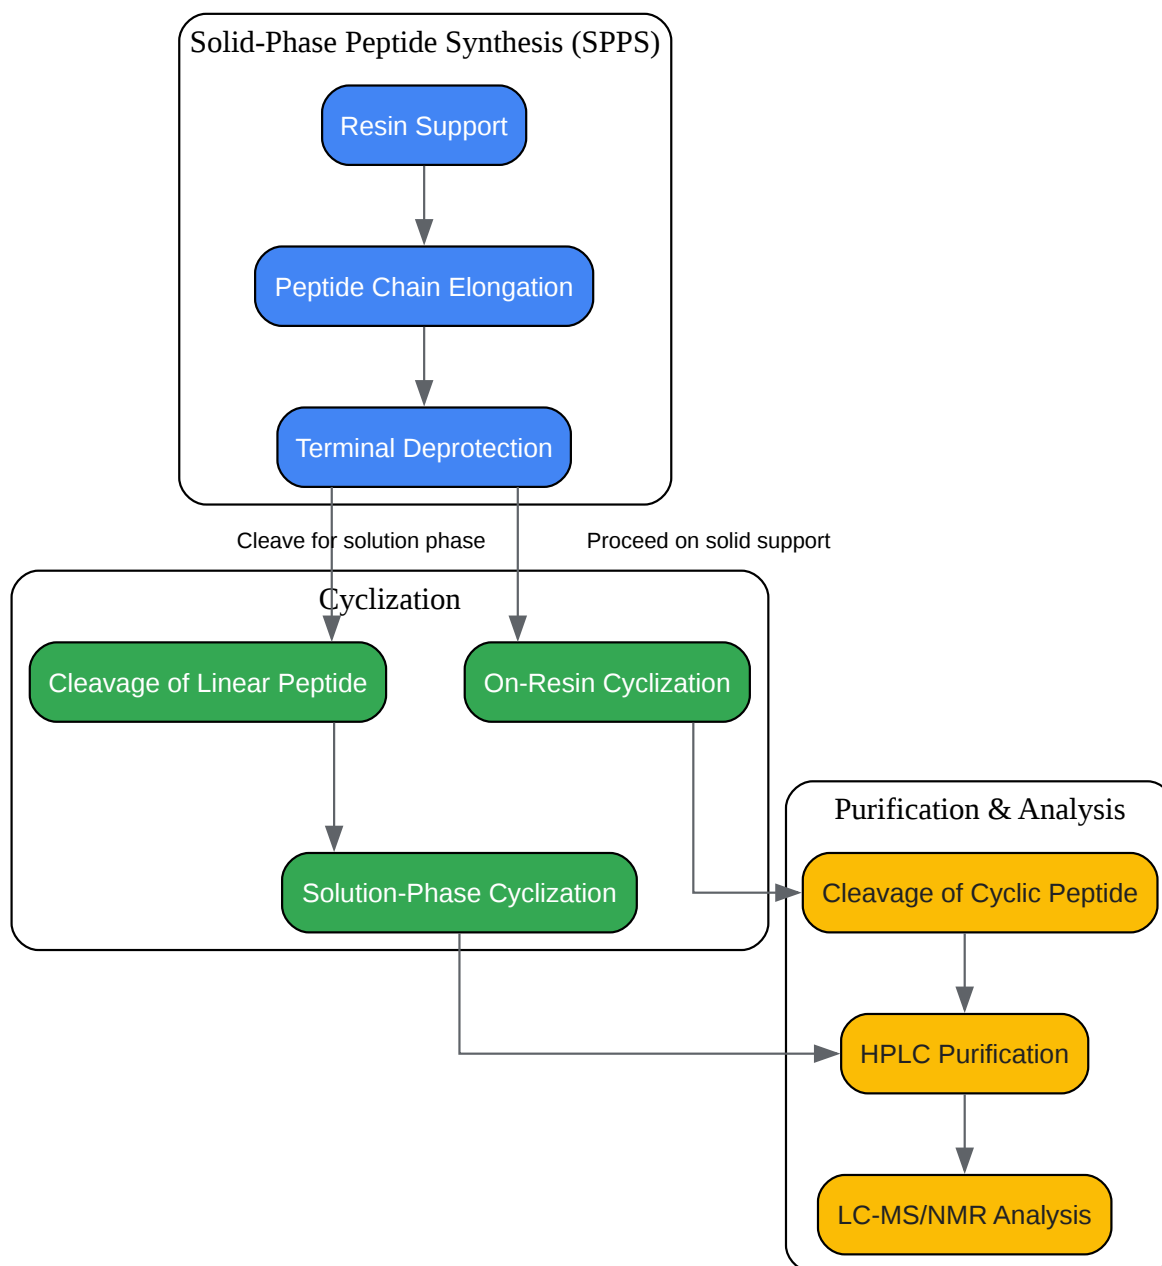 Solid-Phase Peptide Synthesis (SPPS)
Resin Support
Peptide Chain Elongation
Terminal Deprotection
Cleave for solution phase
Proceed on solid support
Cyclization
Cleavage of Linear Peptide
On-Resin Cyclization
Solution-Phase Cyclization
Purification & Analysis
Cleavage of Cyclic Peptide
HPLC Purification
LC-MS/NMR Analysis